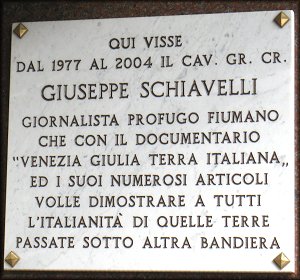 QUI VISSE
DAL 1977 AL 2004 IL CAV. GR. CR.
GIUSEPPE SCHIAVELLI
GIORNALISTA PROFUGO FIUMANO
CHE CON IL DOCUMENTARIO
"VENEZIA GIULIA TERRA ITALIANA„
ED I SUOI NUMEROSI ARTICOLI
VOLLE DIMOSTRARE A TUTTI
L'ITALIANITÀ DI QUELLE TERRE
PASSATE SOTTO ALTRA BANDIERA